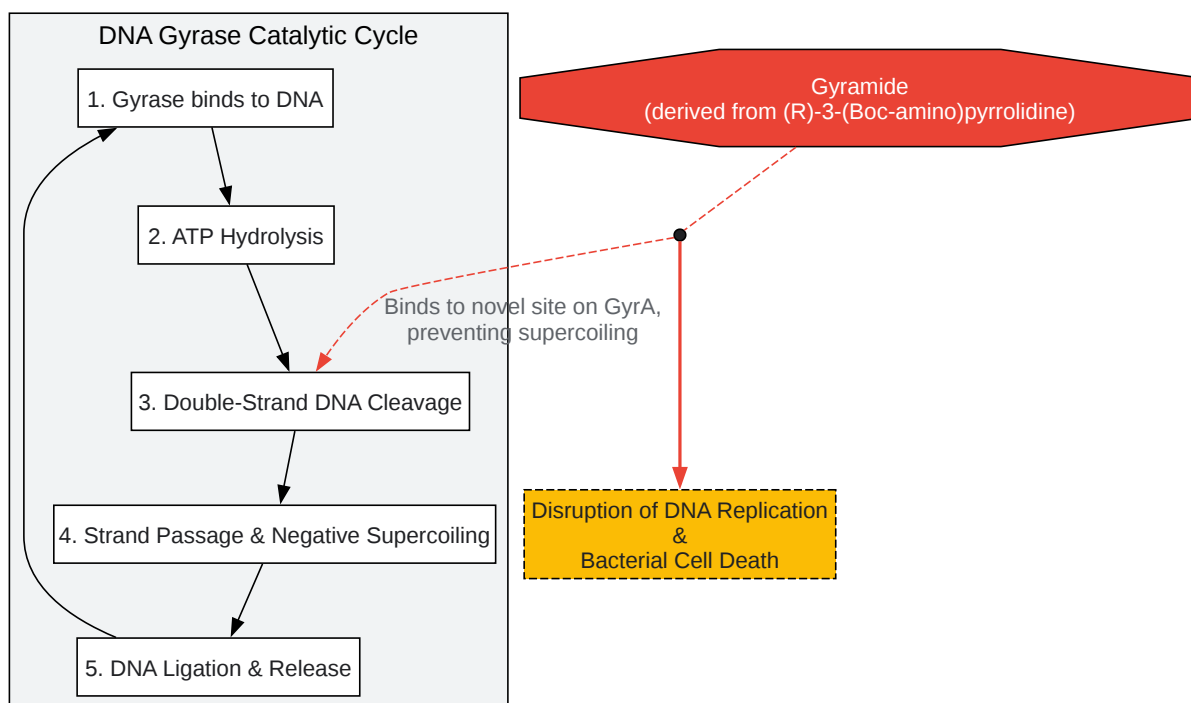 DNA Gyrase Catalytic Cycle
1. Gyrase binds to DNA
2. ATP Hydrolysis
3. Double-Strand DNA Cleavage
4. Strand Passage & Negative Supercoiling
5. DNA Ligation & Release
Gyramide
(derived from (R)-3-(Boc-amino)pyrrolidine)
Binds to novel site on GyrA,
preventing supercoiling
Disruption of DNA Replication
&
Bacterial Cell Death